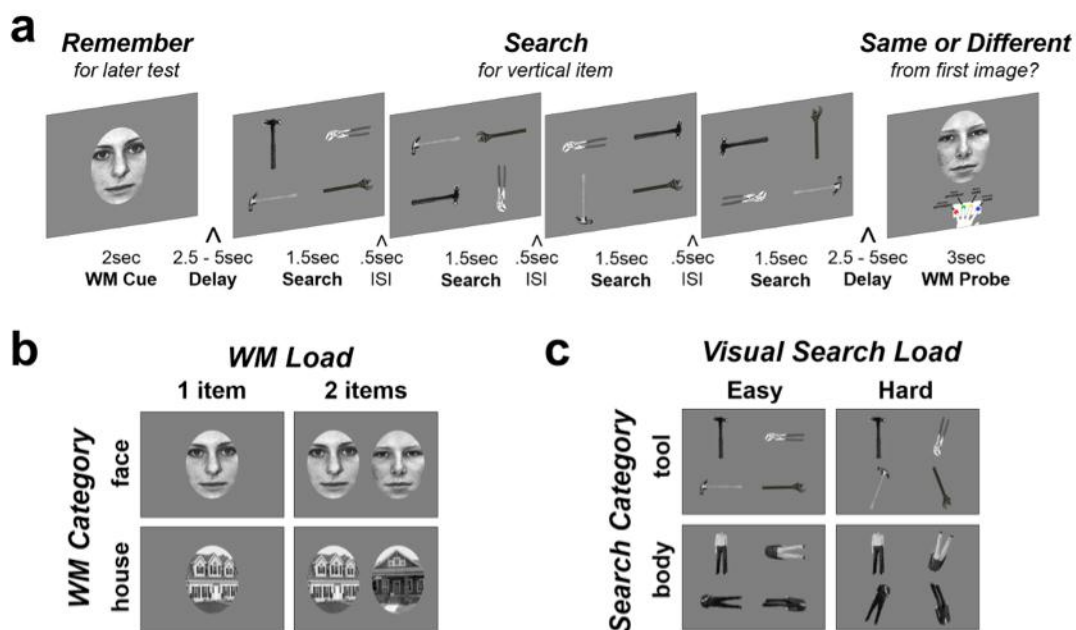 a
Remember
for later test
Search
for vertical item
Same or Different
from first image?
2sec
WM Cue
2.5 - 5sec
Delay
1.5sec
Search
.5sec
ISI
1.5sec
Search
.5sec
ISI
1.5sec
Search
.5sec
ISI
1.5sec
Search
2.5 - 5sec
Delay
3sec
WM Probe
b
WM Load
1 item
2 items
WM Category
face
house
c
Visual Search Load
Easy
Hard
Search Category
tool
body